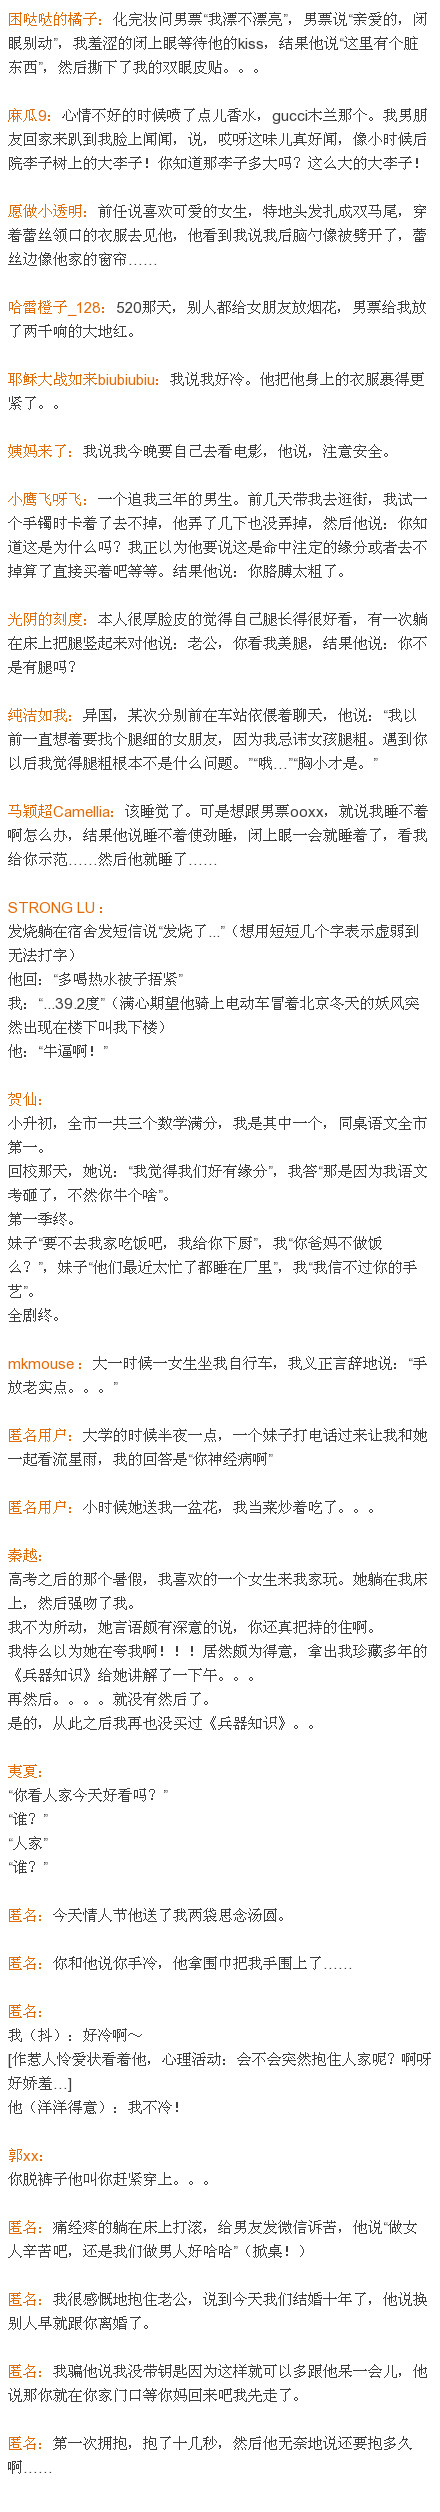 困哒哒的橘子：化完妆问男票“我漂不漂亮”，男票说“亲爱的，闭
眼别动”，我羞涩的闭上眼等待他的kiss，结果他说“这里有个脏
东西”，然后撕下了我的双眼皮贴。。。
麻瓜9：心情不好的时候喷了点儿香水，gucci木兰那个。我男朋
友回家来趴到我脸上闻闻，说，哎呀这味儿真好闻，像小时候后
院李子树上的大李子！你知道那李子多大吗？这么大的大李子！
愿做小透明：前任说喜欢可爱的女生，特地头发扎成双马尾，穿
着蕾丝领口的衣服去见他，他看到我说我后脑勺像被劈开了，蕾
丝边像他家的窗帘……
哈雷橙子_128：520那天，别人都给女朋友放烟花，男票给我放
了两千响的大地红。
耶稣大战如来biubiubiu：我说我好冷。他把他身上的衣服裹得更
紧了。。
姨妈来了：我说我今晚要自己去看电影，他说，注意安全。
小鹰飞呀飞：一个追我三年的男生。前几天带我去逛街，我试一
个手镯时卡着了去不掉，他弄了几下也没弄掉，然后他说：你知
道这是为什么吗？我正以为他要说这是命中注定的缘分或者去不
掉算了直接买着吧等等。结果他说：你胳膊太粗了。
光阴的刻度：本人很厚脸皮的觉得自己腿长得很好看，有一次躺
在床上把腿竖起来对他说：老公，你看我美腿，结果他说：你不
是有腿吗？
纯洁如我：异国，某次分别前在车站依偎着聊天，他说：“我以
前一直想着要找个腿细的女朋友，因为我忌讳女孩腿粗。遇到你
以后我觉得腿粗根本不是什么问题。”“哦...”“胸小才是。”
马颖超Camellia：该睡觉了。可是想跟男票ooxx，就说我睡不着
啊怎么办，结果他说睡不着使劲睡，闭上眼一会就睡着了，看我
给你示范……然后他就睡了……
STRONG LU：
发烧躺在宿舍发短信说“发烧了...”（想用短短几个字表示虚弱到
无法打字）
他回：“多喝热水被子捂紧”
我：“...39.2度”（满心期望他骑上电动车冒着北京冬天的妖风突
然出现在楼下叫我下楼）
他：“牛逼啊！”
贺仙：
小升初，全市一共三个数学满分，我是其中一个，同桌语文全市
第一。
回校那天，她说：“我觉得我们好有缘分”，我答“那是因为我语文
考砸了，不然你牛个啥”。
第一季终。
妹子“要不去我家吃饭吧，我给你下厨”，我“你爸妈不做饭
么？”，妹子“他们最近太忙了都睡在厂里”，我“我信不过你的手
艺”。
全剧终。
mkmouse：大一时候一女生坐我自行车，我义正言辞地说：“手
放老实点。。。”
匿名用户：大学的时候半夜一点，一个妹子打电话过来让我和她
一起看流星雨，我的回答是“你神经病啊”
匿名用户：小时候她送我一盆花，我当菜炒着吃了。。。
秦越：
高考之后的那个暑假，我喜欢的一个女生来我家玩。她躺在我床
上，然后强吻了我。
我不为所动，她言语颇有深意的说，你还真把持的住啊。
我特么以为她在夸我啊！！！居然颇为得意，拿出我珍藏多年的
《兵器知识》给她讲解了一下午。。。
再然后。。。。就没有然后了。
是的，从此之后我再也没买过《兵器知识》。。
夷夏：
“你看人家今天好看吗？”
“谁？”
“人家”
“谁？”
匿名：今天情人节他送了我两袋思念汤圆。
匿名：你和他说你手冷，他拿围巾把我手围上了……
匿名：
我（抖）：好冷啊～
[作惹人怜爱状看着他，心理活动：会不会突然抱住人家呢？啊呀
好娇羞…]
他（洋洋得意）：我不冷！
郭xx：
你脱裤子他叫你赶紧穿上。。。
匿名：痛经疼的躺在床上打滚，给男友发微信诉苦，他说“做女
人辛苦吧，还是我们做男人好哈哈”（掀桌！）
匿名：我很感慨地抱住老公，说到今天我们结婚十年了，他说换
别人早就跟你离婚了。
匿名：我骗他说我没带钥匙因为这样就可以多跟他呆一会儿，他
说那你就在你家门口等你妈回来吧我先走了。
匿名：第一次拥抱，抱了十几秒，然后他无奈地说还要抱多久
啊……